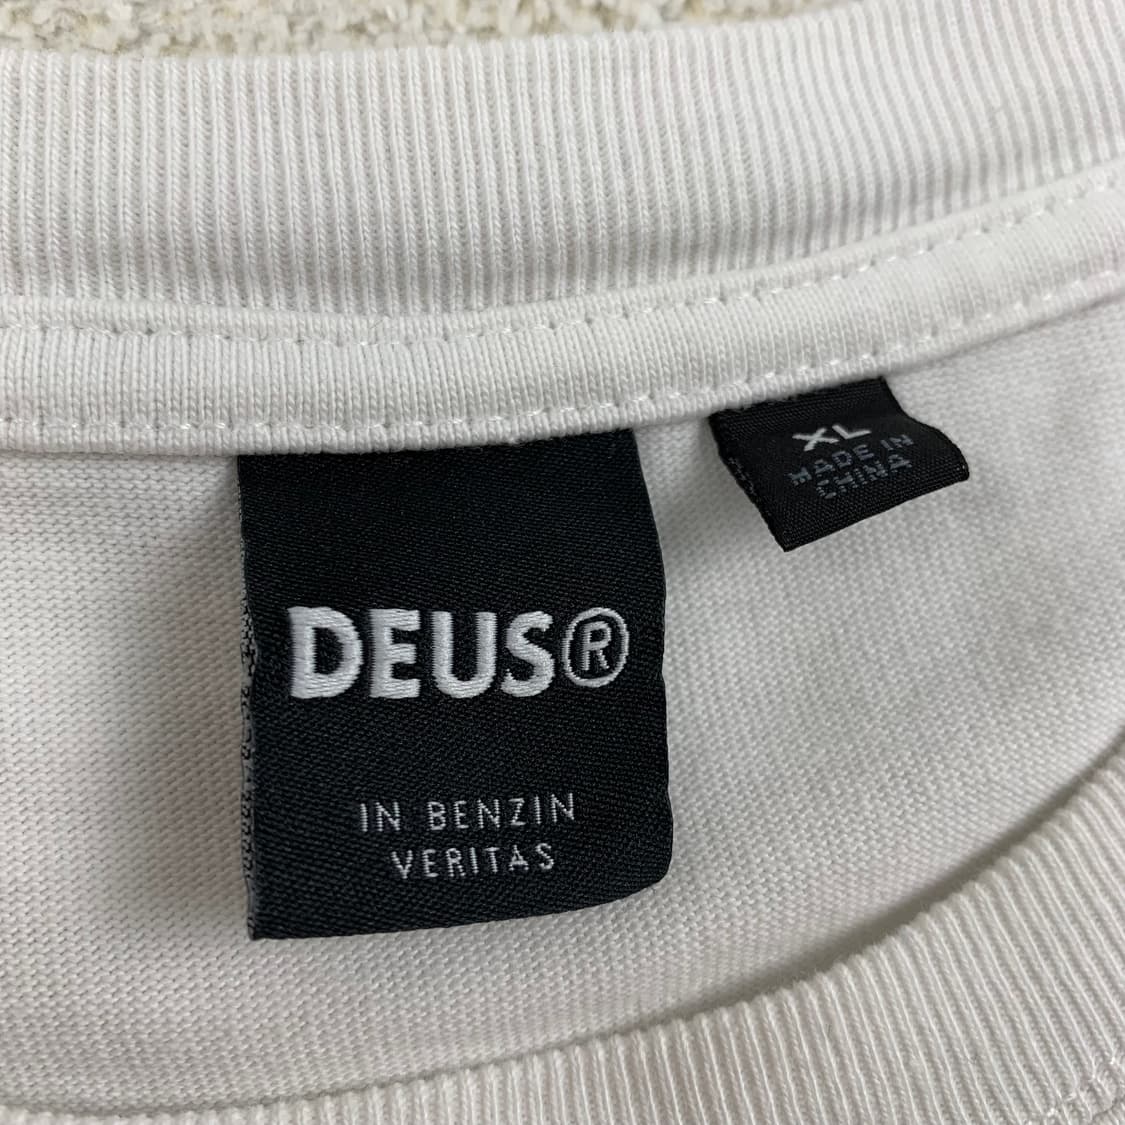 XL
MADE IN
CHINA
DEUS®
IN BENZIN
VERITAS